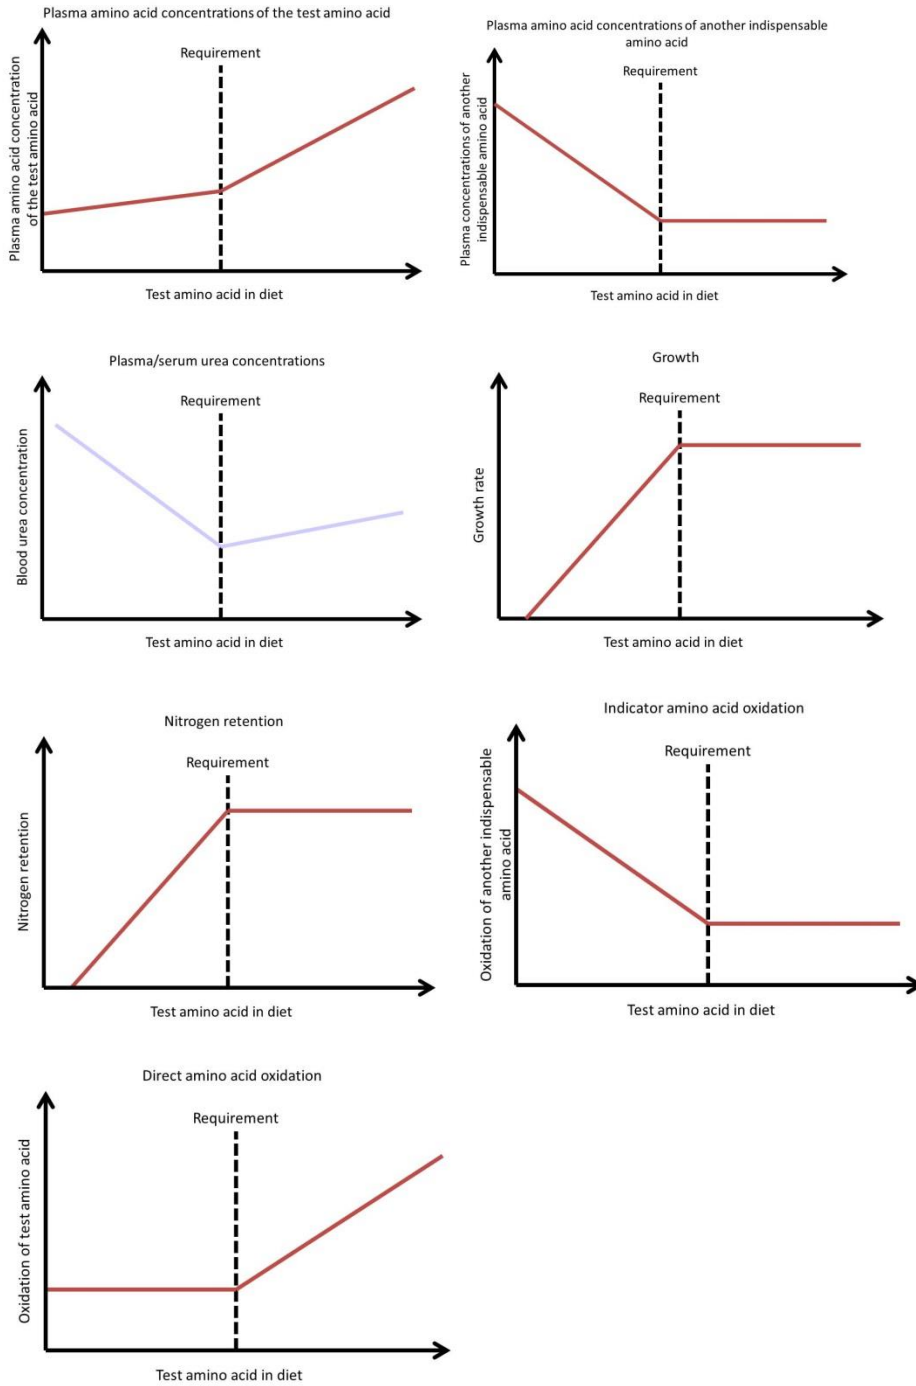 Plasma amino acid concentrations of the test amino acid
Requirement
Plasma amino acid concentration
of the test amino acid
Test amino acid in diet
Plasma amino acid concentrations of another indispensable
amino acid
Requirement
Plasma concentrations of another
indispensable amino acid
Test amino acid in diet
Plasma/serum urea concentrations
Requirement
Blood urea concentration
Test amino acid in diet
Growth
Requirement
Growth rate
Test amino acid in diet
Nitrogen retention
Requirement
Nitrogen retention
Test amino acid in diet
Indicator amino acid oxidation
Requirement
Oxidation of another indispensable
amino acid
Test amino acid in diet
Direct amino acid oxidation
Requirement
Oxidation of test amino acid
Test amino acid in diet